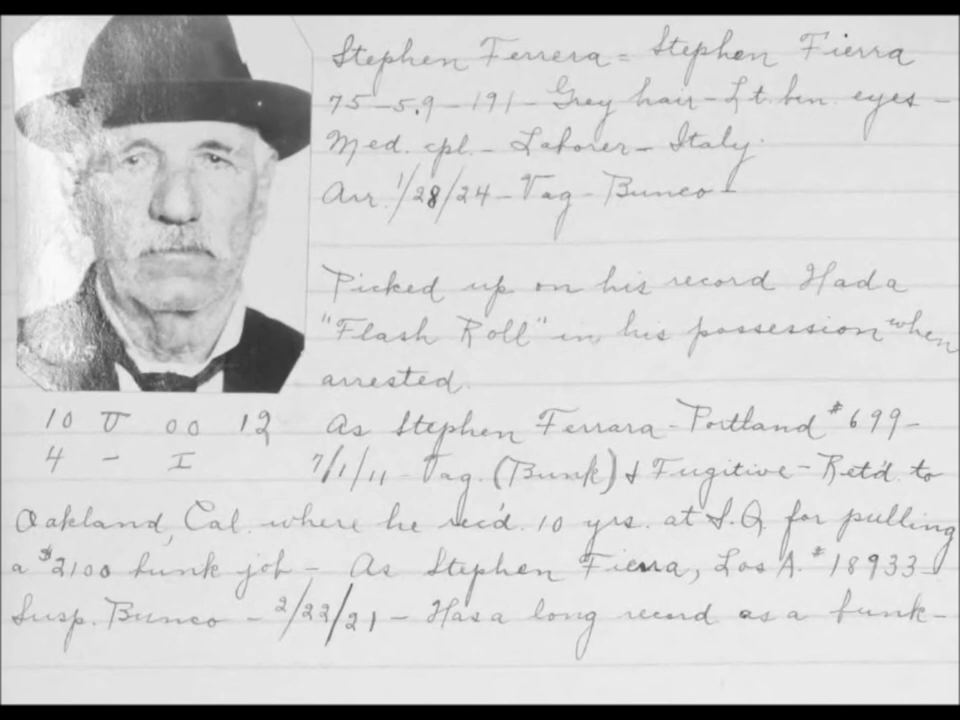 Stephen Ferrera = Stephen Fierra
75-5.9-191-Grey hair-Lt. brn. eyes-
Med. cpl.- Laborer- Italy.
Arr. 1/28/24-Vag-Bunco-
Picked up on his record Had a
"Flash Roll" in his possession when
arrested.
10 U 00 12
4 - I
As Stephen Ferrara-Portland #699-
7/1/11-Vag. (Bunk) & Fugitive-Ret'd. to
Oakland, Cal. where he rec'd. 10 yrs. at S.Q. for pulling
a $2100 bunk job - As Stephen Fierra, Los A. #18933-
Susp. Bunco - 2/23/21 - Has a long record as a bunk-